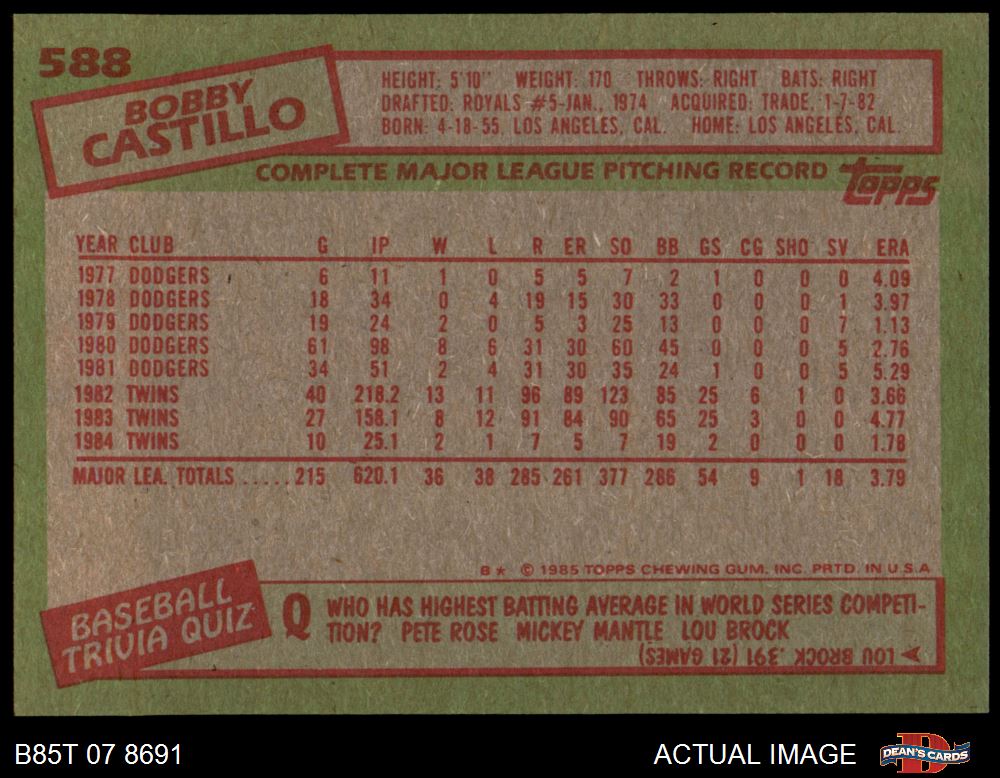 588
BOBBY
CASTILLO
HEIGHT: 5'10" WEIGHT: 170 THROWS: RIGHT BATS: RIGHT
DRAFTED: ROYALS #5-JAN., 1974 ACQUIRED: TRADE, 1-7-82
BORN: 4-18-55, LOS ANGELES, CAL. HOME: LOS ANGELES, CAL.
COMPLETE MAJOR LEAGUE PITCHING RECORD
topps
YEAR CLUB G IP W L R ER SO BB GS CG SHO SV ERA
1977 DODGERS 6 11 1 0 5 5 7 2 1 0 0 0 4.09
1978 DODGERS 18 34 0 4 19 15 30 33 0 0 0 1 3.97
1979 DODGERS 19 24 2 0 5 3 25 13 0 0 0 7 1.13
1980 DODGERS 61 98 8 6 31 30 60 45 0 0 0 5 2.76
1981 DODGERS 34 51 2 4 31 30 35 24 1 0 0 5 5.29
1982 TWINS 40 218.2 13 11 96 89 123 85 25 6 1 0 3.66
1983 TWINS 27 158.1 8 12 91 84 90 65 25 3 0 0 4.77
1984 TWINS 10 25.1 2 1 7 5 7 19 2 0 0 0 1.78
MAJOR LEA. TOTALS .....215 620.1 36 38 285 261 377 286 54 9 1 18 3.79
B★ © 1985 TOPPS CHEWING GUM, INC. PRTD. IN U.S.A
BASEBALL
TRIVIA QUIZ
Q WHO HAS HIGHEST BATTING AVERAGE IN WORLD SERIES COMPETI-
TION? PETE ROSE MICKEY MANTLE LOU BROCK
LOU BROCK, .391 (21 GAMES)
B85T 07 8691
ACTUAL IMAGE
D
DEAN'S CARDS